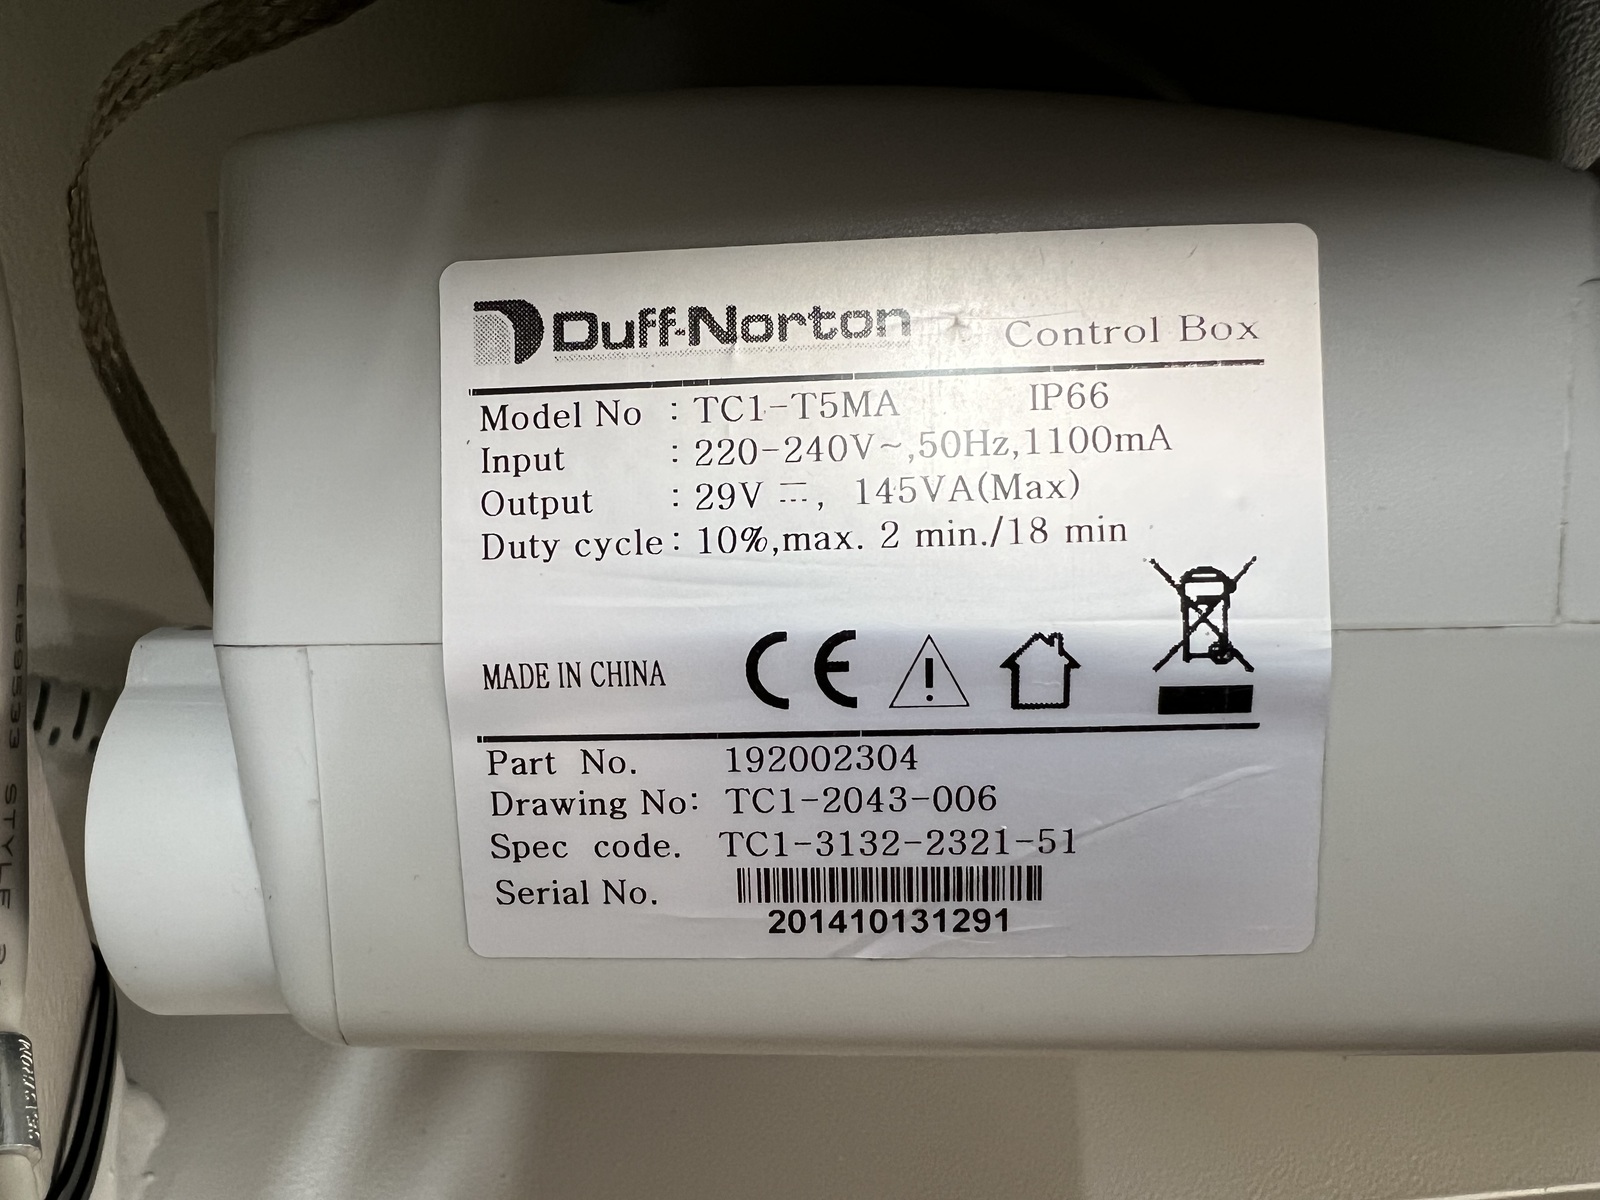 Duff-Norton Control Box
Model No : TC1-T5MA IP66
Input : 220-240V~,50Hz,1100mA
Output : 29V ⎓, 145VA(Max)
Duty cycle: 10%,max. 2 min./18 min
MADE IN CHINA CE
Part No. 192002304
Drawing No: TC1-2043-006
Spec code. TC1-3132-2321-51
Serial No.
201410131291
STYLE